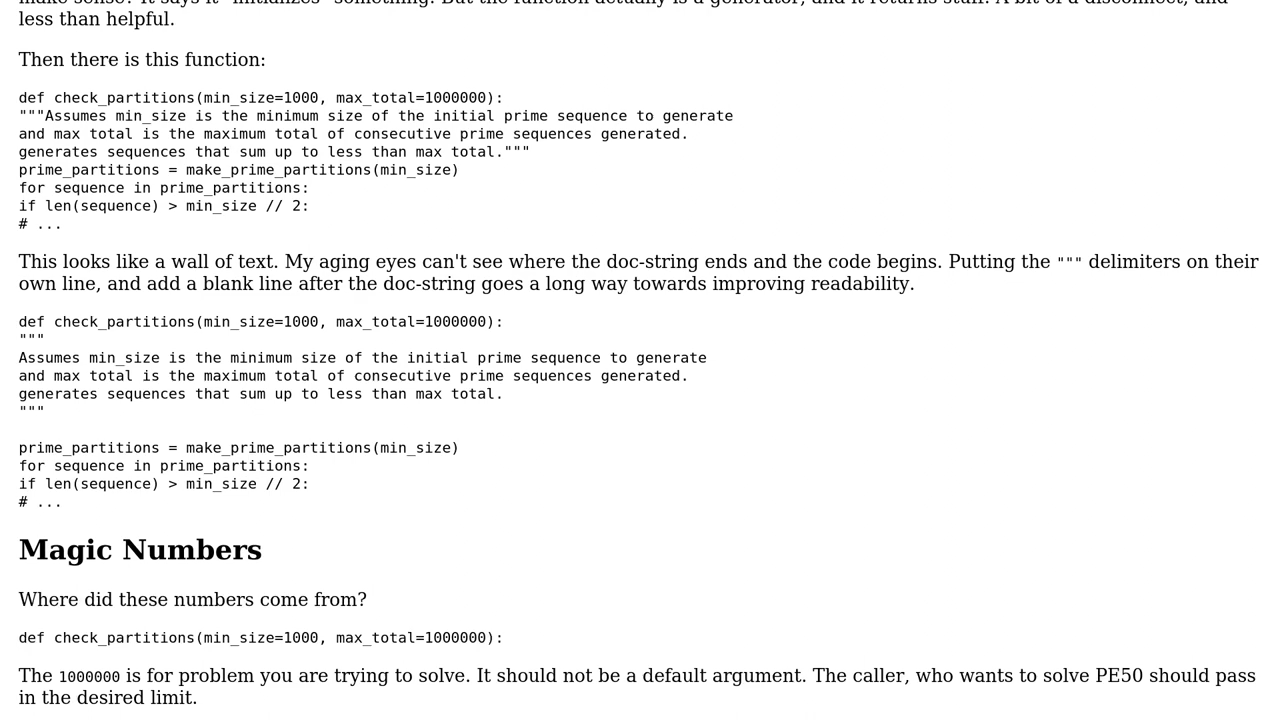 less than helpful.
Then there is this function:
def check_partitions(min_size=1000, max_total=1000000):
"""Assumes min_size is the minimum size of the initial prime sequence to generate
and max total is the maximum total of consecutive prime sequences generated.
generates sequences that sum up to less than max total."""
prime_partitions = make_prime_partitions(min_size)
for sequence in prime_partitions:
if len(sequence) > min_size // 2:
# ...
This looks like a wall of text. My aging eyes can't see where the doc-string ends and the code begins. Putting the """ delimiters on their
own line, and add a blank line after the doc-string goes a long way towards improving readability.
def check_partitions(min_size=1000, max_total=1000000):
"""
Assumes min_size is the minimum size of the initial prime sequence to generate
and max total is the maximum total of consecutive prime sequences generated.
generates sequences that sum up to less than max total.
"""
prime_partitions = make_prime_partitions(min_size)
for sequence in prime_partitions:
if len(sequence) > min_size // 2:
# ...
Magic Numbers
Where did these numbers come from?
def check_partitions(min_size=1000, max_total=1000000):
The 1000000 is for problem you are trying to solve. It should not be a default argument. The caller, who wants to solve PE50 should pass
in the desired limit.